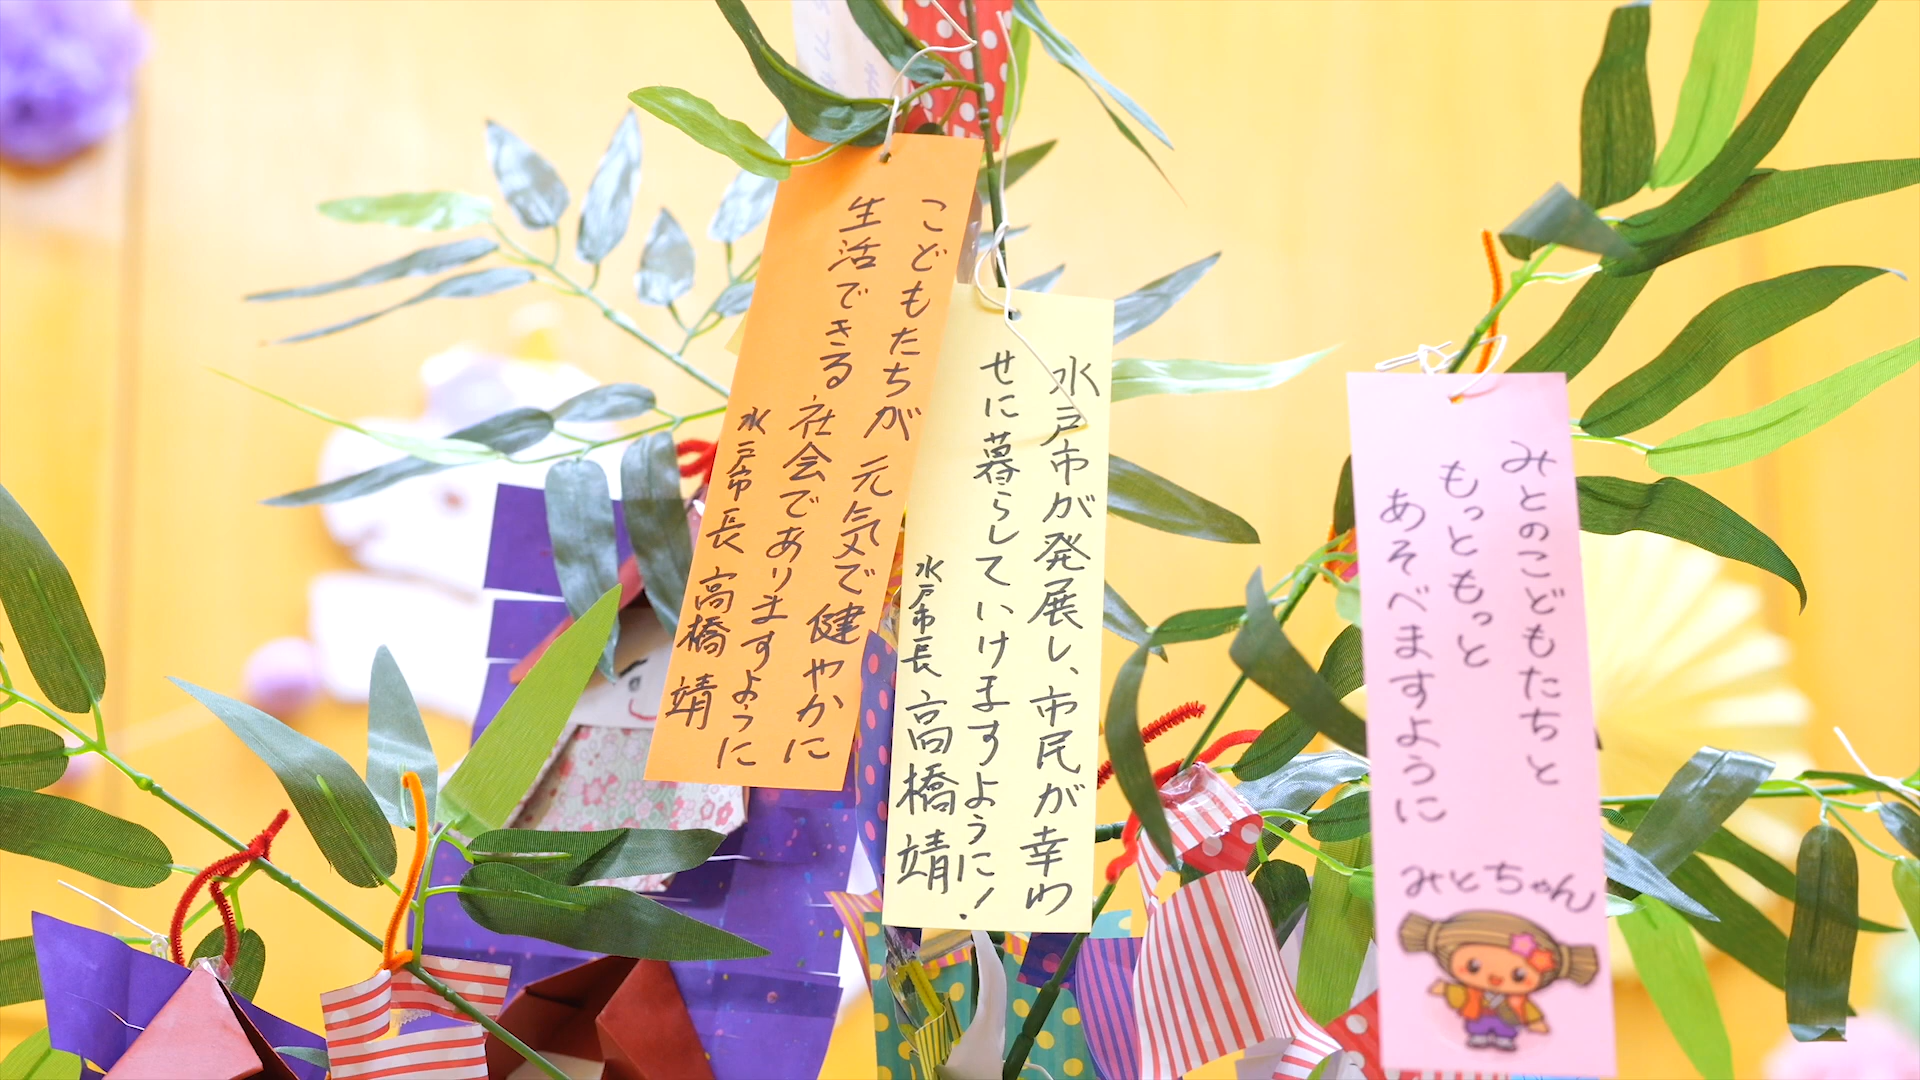 こどもたちが元気で健やかに
生活できる社会でありますように
水戸市長 高橋 靖
水戸市が発展し、市民が幸わ
せに暮らしていけますように!
水戸市長 高橋 靖
みとのこどもたちと
もっともっと
あそべますように
みとちゃん